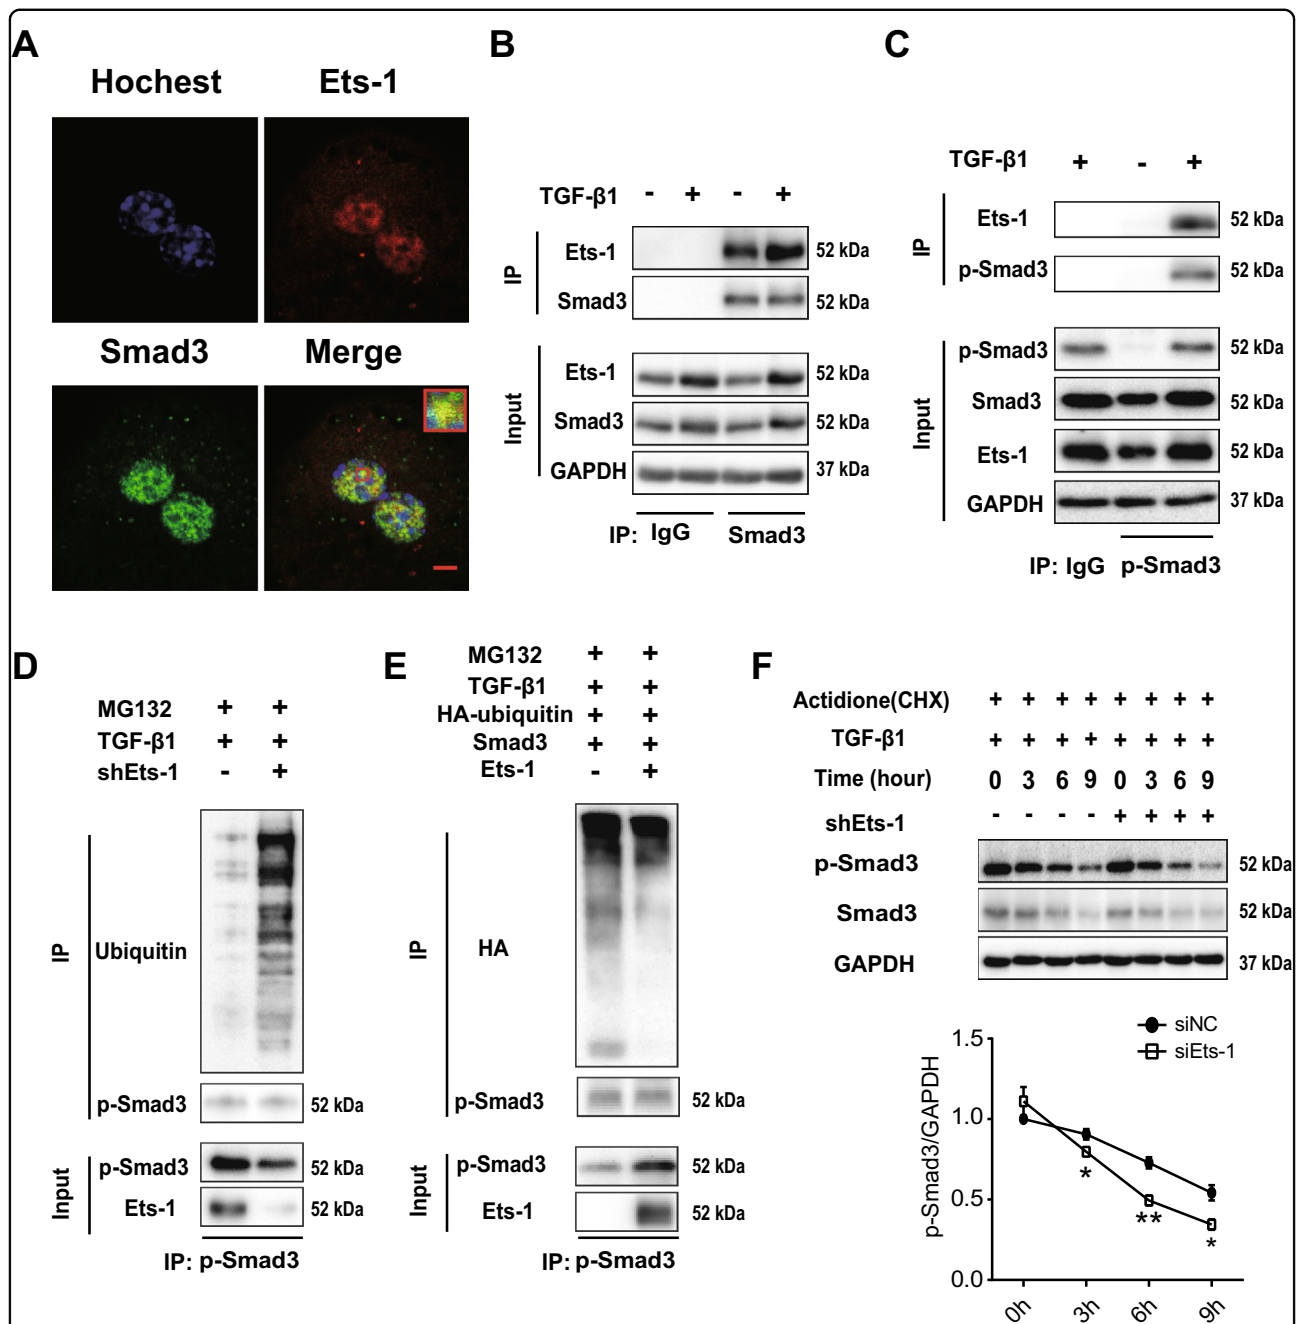 A
Hochest Ets-1
Smad3 Merge
B
TGF-β1 - + - +
IP
Ets-1 52 kDa
Smad3 52 kDa
Input
Ets-1 52 kDa
Smad3 52 kDa
GAPDH 37 kDa
IP: IgG Smad3
C
TGF-β1 + - +
IP
Ets-1 52 kDa
p-Smad3 52 kDa
Input
p-Smad3 52 kDa
Smad3 52 kDa
Ets-1 52 kDa
GAPDH 37 kDa
IP: IgG p-Smad3
D
MG132 + +
TGF-β1 + +
shEts-1 - +
IP
Ubiquitin
p-Smad3 52 kDa
Input
p-Smad3 52 kDa
Ets-1 52 kDa
IP: p-Smad3
E
MG132 + +
TGF-β1 + +
HA-ubiquitin + +
Smad3 + +
Ets-1 - +
IP
HA
p-Smad3 52 kDa
Input
p-Smad3 52 kDa
Ets-1 52 kDa
IP: p-Smad3
F
Actidione(CHX) + + + + + + + +
TGF-β1 + + + + + + + +
Time (hour) 0 3 6 9 0 3 6 9
shEts-1 - - - - + + + +
p-Smad3 52 kDa
Smad3 52 kDa
GAPDH 37 kDa
siNC
siEts-1
p-Smad3/GAPDH
1.5
1.0
0.5
0.0
* ** *
0h 3h 6h 9h